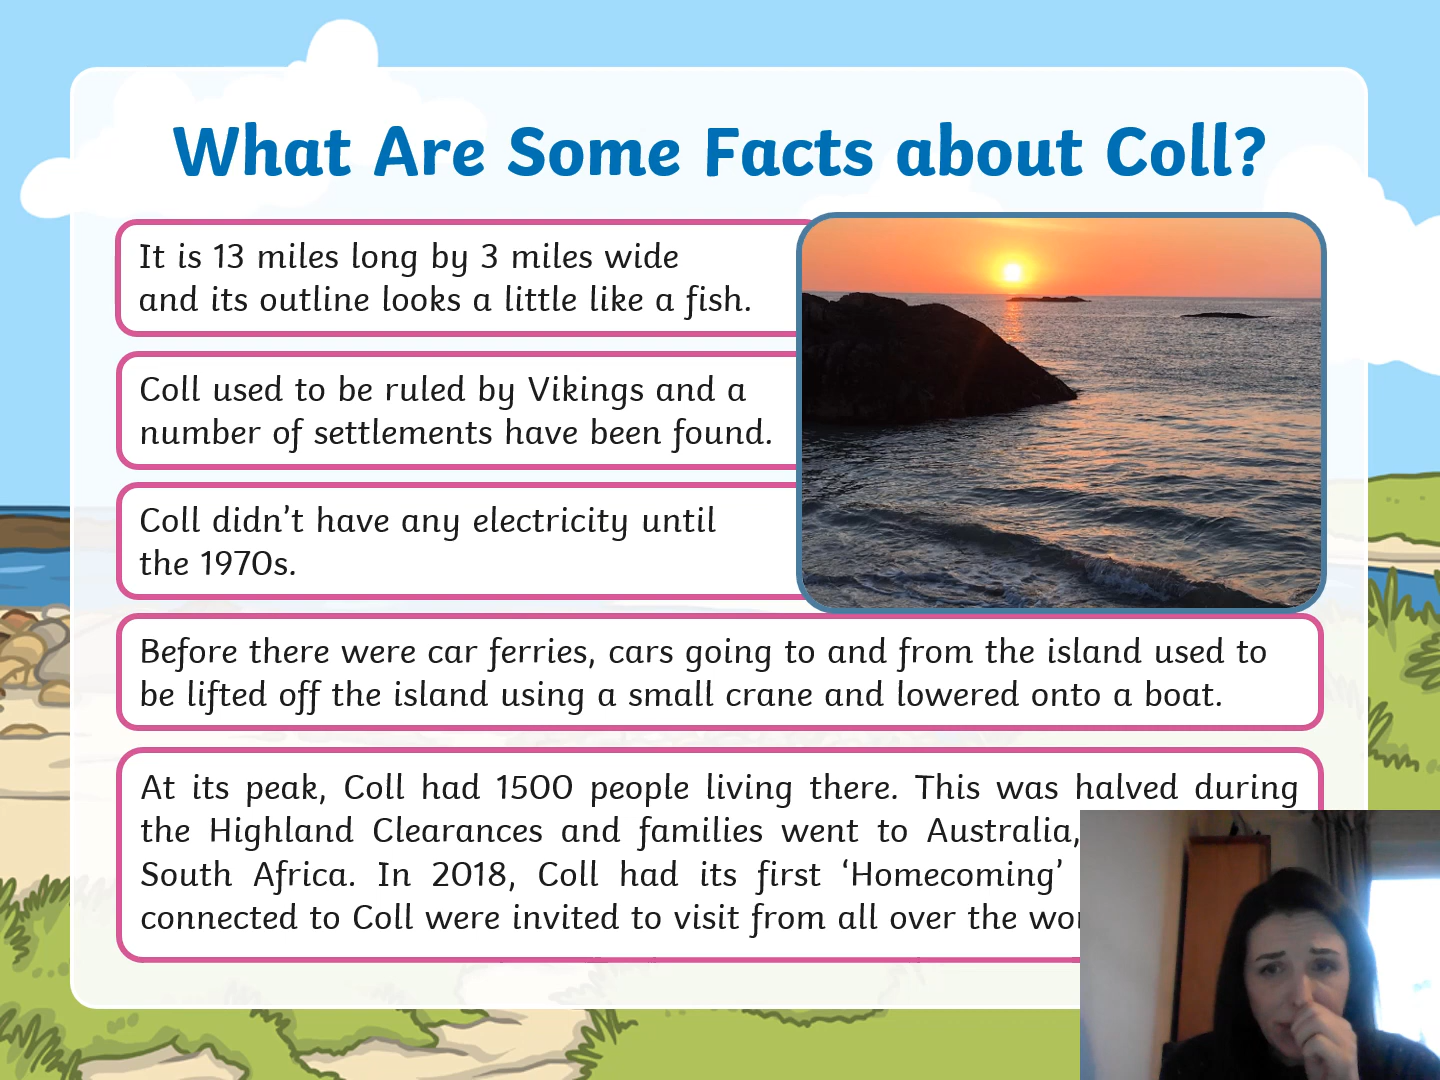 What Are Some Facts about Coll?
It is 13 miles long by 3 miles wide
and its outline looks a little like a fish.
Coll used to be ruled by Vikings and a
number of settlements have been found.
Coll didn’t have any electricity until
the 1970s.
Before there were car ferries, cars going to and from the island used to
be lifted off the island using a small crane and lowered onto a boat.
At its peak, Coll had 1500 people living there. This was halved during
the Highland Clearances and families went to Australia,
South Africa. In 2018, Coll had its first ‘Homecoming’
connected to Coll were invited to visit from all over the